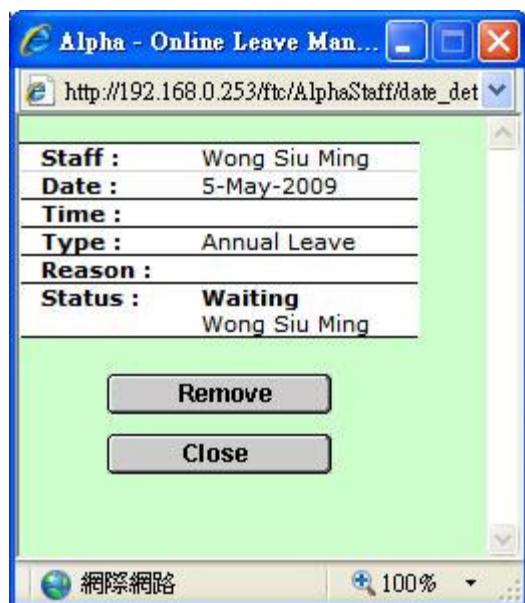 Alpha - Online Leave Man...
http://192.168.0.253/ftc/AlphaStaff/date_det
Staff : Wong Siu Ming
Date : 5-May-2009
Time :
Type : Annual Leave
Reason :
Status : Waiting
Wong Siu Ming
Remove
Close
網際網路 100%